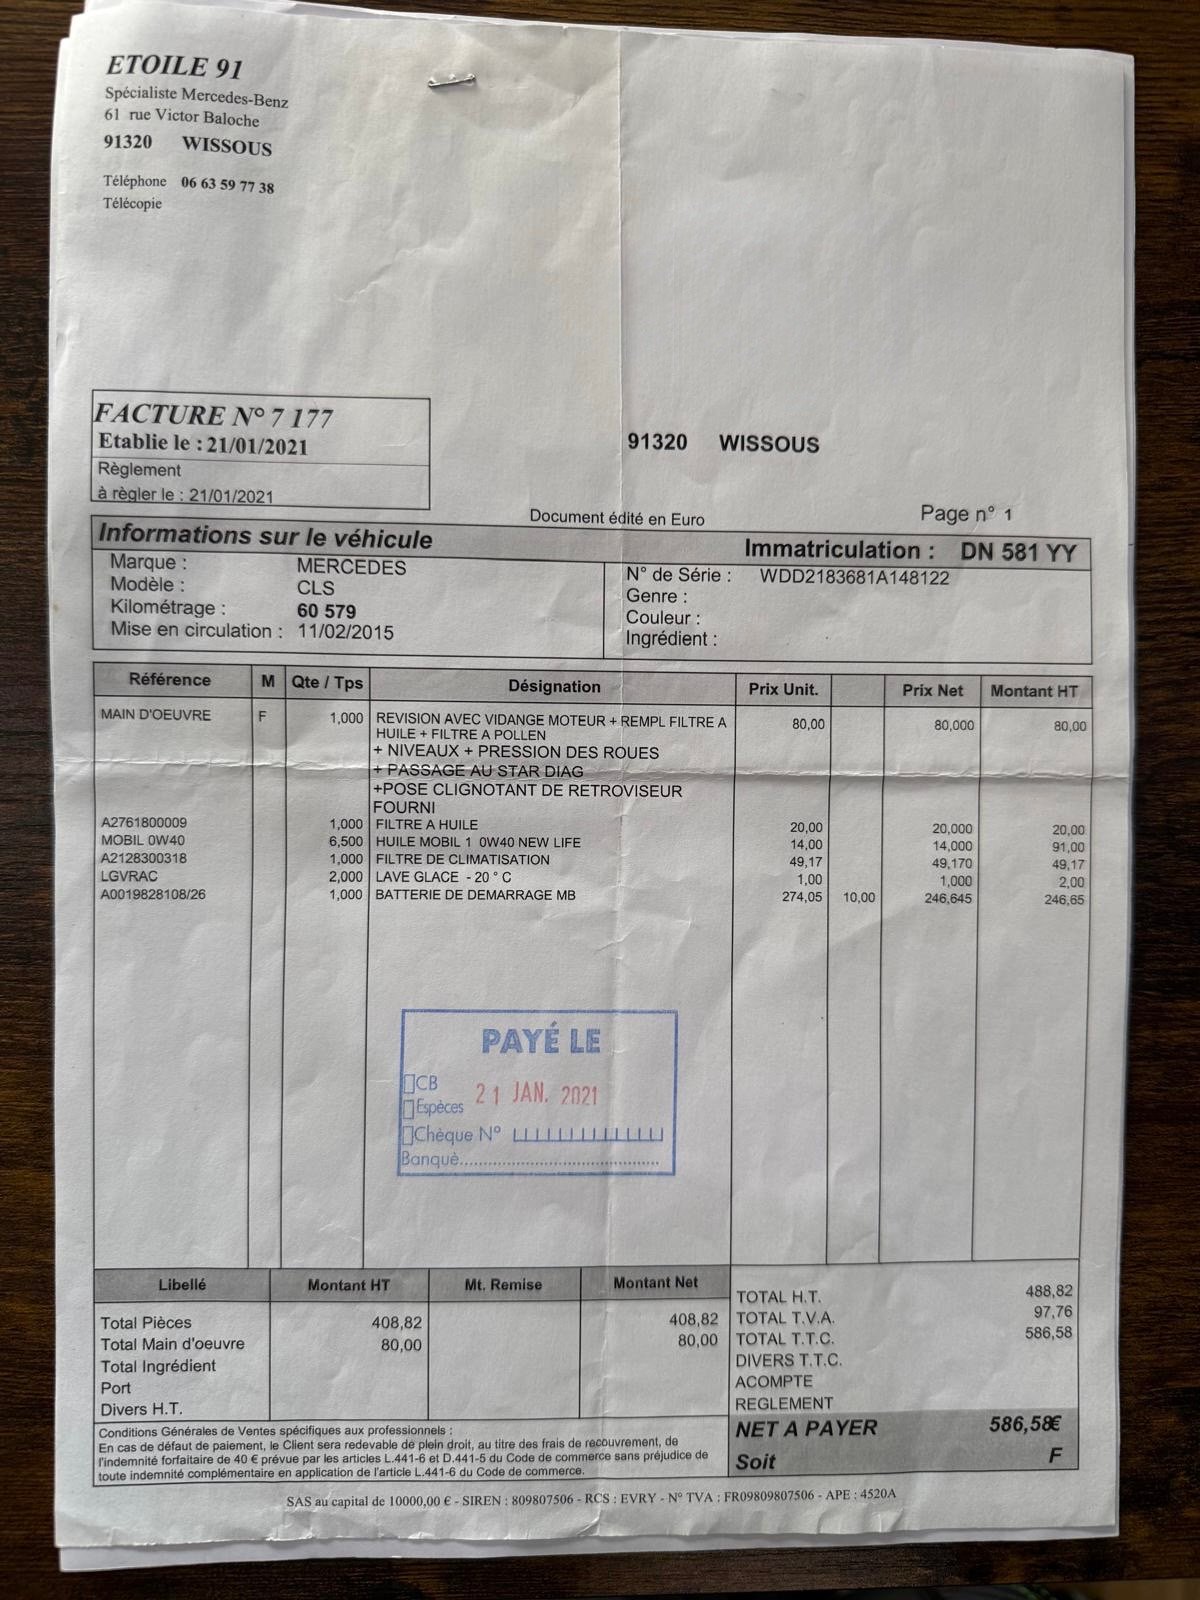 ETOILE 91
Spécialiste Mercedes-Benz
61 rue Victor Baloche
91320 WISSOUS
Téléphone 06 63 59 77 38
Télécopie
FACTURE N° 7 177
Etablie le : 21/01/2021
Règlement
à règler le : 21/01/2021
91320 WISSOUS
Document édité en Euro
Page n° 1
Informations sur le véhicule
Immatriculation : DN 581 YY
Marque : MERCEDES
Modèle : CLS
Kilométrage : 60 579
Mise en circulation : 11/02/2015
N° de Série : WDD2183681A148122
Genre :
Couleur :
Ingrédient :
Référence M Qte / Tps Désignation Prix Unit. Prix Net Montant HT
MAIN D'OEUVRE F 1,000 REVISION AVEC VIDANGE MOTEUR + REMPL FILTRE A 80,00 80,000 80,00
HUILE + FILTRE A POLLEN
+ NIVEAUX + PRESSION DES ROUES
+ PASSAGE AU STAR DIAG
+POSE CLIGNOTANT DE RETROVISEUR
FOURNI
A2761800009 1,000 FILTRE A HUILE 20,00 20,000 20,00
MOBIL 0W40 6,500 HUILE MOBIL 1 0W40 NEW LIFE 14,00 14,000 91,00
A2128300318 1,000 FILTRE DE CLIMATISATION 49,17 49,170 49,17
LGVRAC 2,000 LAVE GLACE - 20 ° C 1,00 1,000 2,00
A0019828108/26 1,000 BATTERIE DE DEMARRAGE MB 274,05 10,00 246,645 246,65
PAYÉ LE
CB
21 JAN. 2021
Espèces
Chèque N°
Banque
Libellé Montant HT Mt. Remise Montant Net
Total Pièces 408,82 408,82
Total Main d'oeuvre 80,00 80,00
Total Ingrédient
Port
Divers H.T.
TOTAL H.T. 488,82
TOTAL T.V.A. 97,76
TOTAL T.T.C. 586,58
DIVERS T.T.C.
ACOMPTE
REGLEMENT
NET A PAYER 586,58€
Soit F
Conditions Générales de Ventes spécifiques aux professionnels :
En cas de défaut de paiement, le Client sera redevable de plein droit, au titre des frais de recouvrement, de
l'indemnité forfaitaire de 40 € prévue par les articles L.441-6 et D.441-5 du Code de commerce sans préjudice de
toute indemnité complémentaire en application de l'article L.441-6 du Code de commerce.
SAS au capital de 10000,00 € - SIREN : 809807506 - RCS : EVRY - N° TVA : FR09809807506 - APE : 4520A